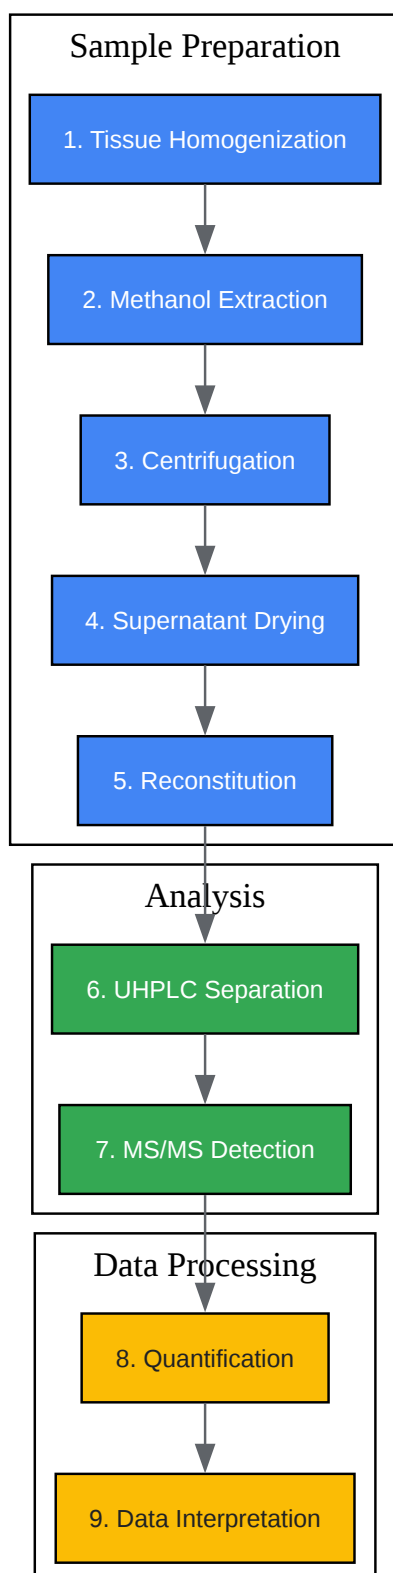 Sample Preparation
1. Tissue Homogenization
2. Methanol Extraction
3. Centrifugation
4. Supernatant Drying
5. Reconstitution
Analysis
6. UHPLC Separation
7. MS/MS Detection
Data Processing
8. Quantification
9. Data Interpretation